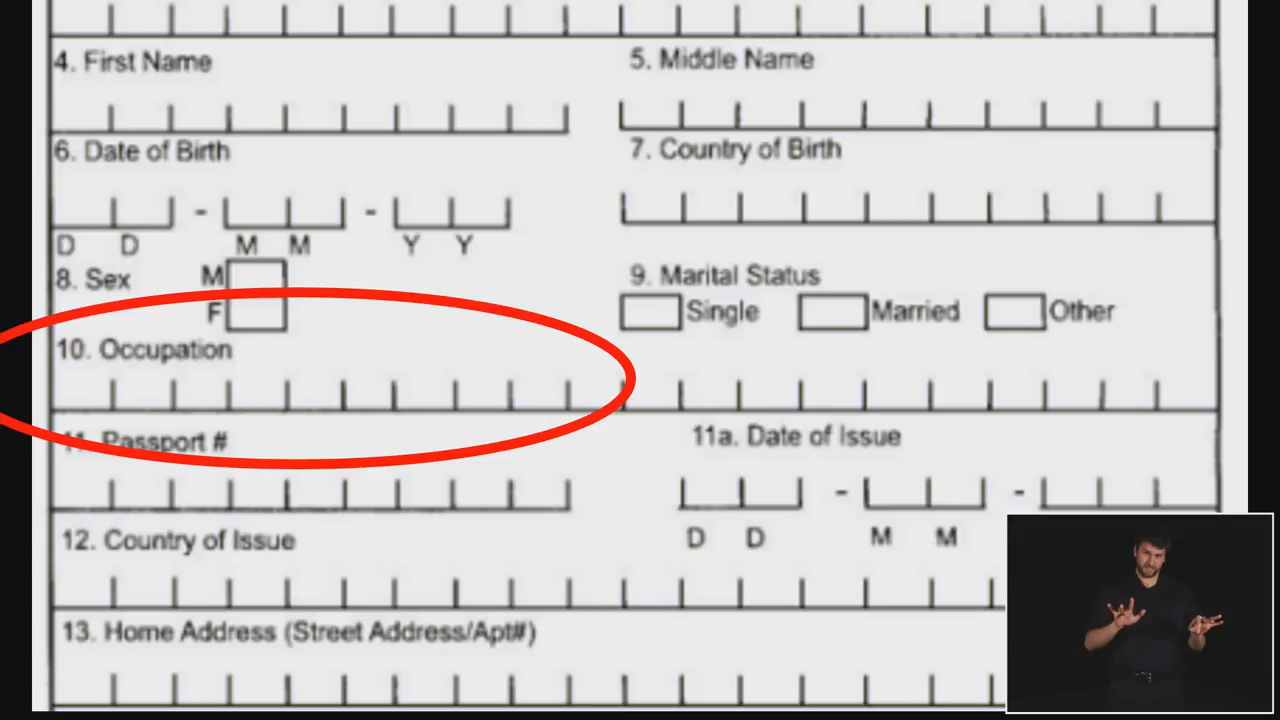 4. First Name 5. Middle Name
6. Date of Birth 7. Country of Birth
- -
D D M M Y Y
8. Sex M 9. Marital Status
F Single Married Other
10. Occupation
11. Passport # 11a. Date of Issue
- -
12. Country of Issue D D M M
13. Home Address (Street Address/Apt#)